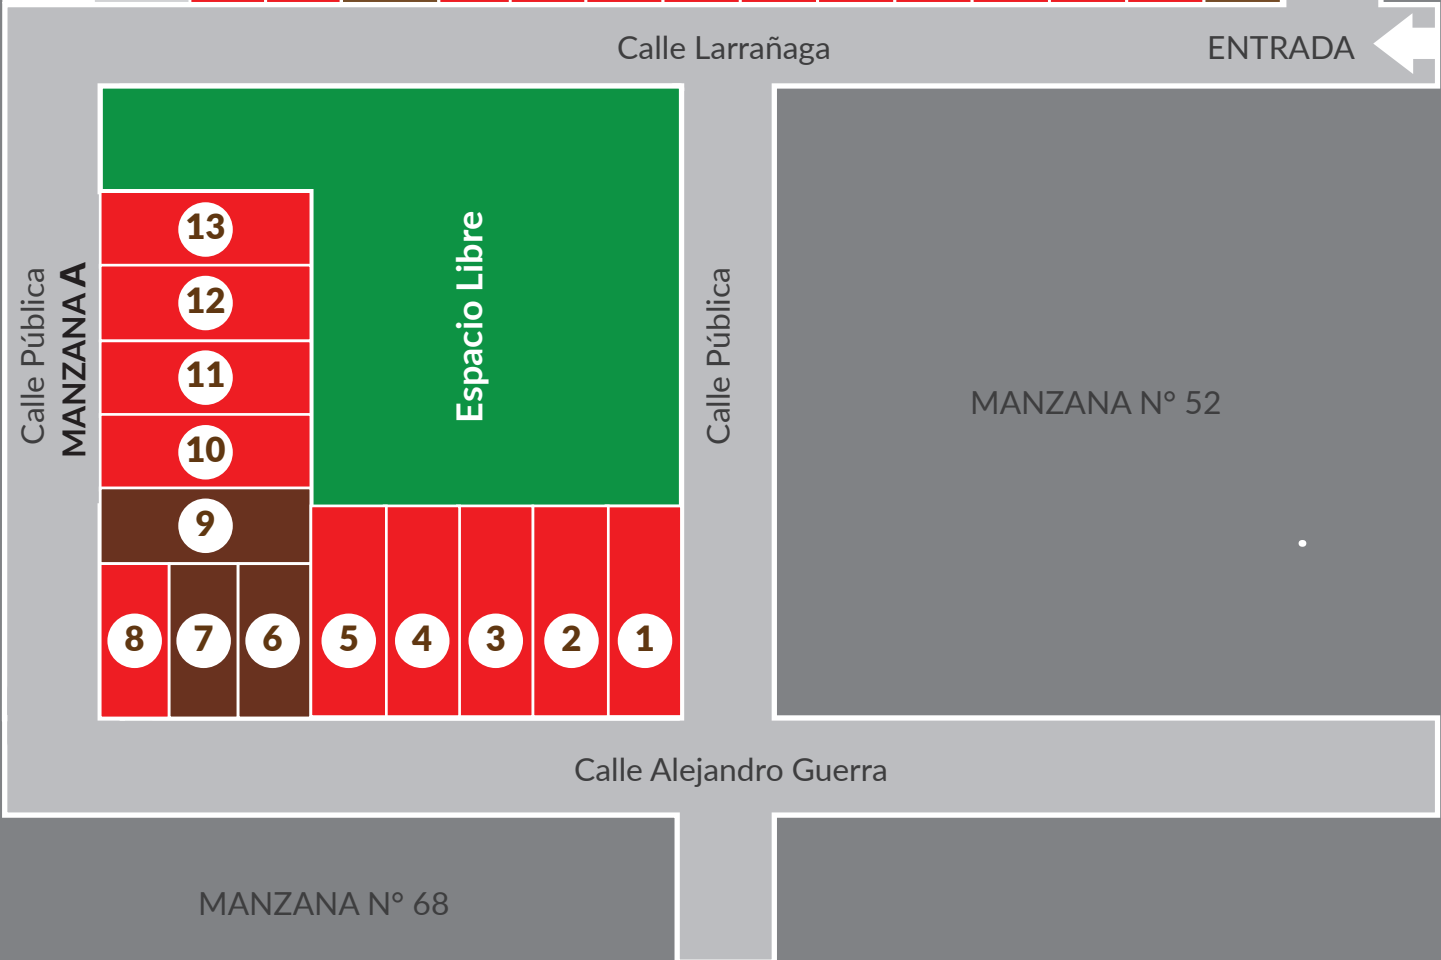 Calle Larrañaga
ENTRADA
Calle Pública
MANZANA A
13
12
11
10
9
Espacio Libre
Calle Pública
MANZANA N° 52
8
7
6
5
4
3
2
1
Calle Alejandro Guerra
MANZANA N° 68